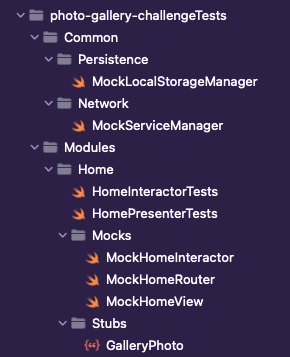 photo-gallery-challengeTests
Common
Persistence
MockLocalStorageManager
Network
MockServiceManager
Modules
Home
HomeInteractorTests
HomePresenterTests
Mocks
MockHomeInteractor
MockHomeRouter
MockHomeView
Stubs
GalleryPhoto